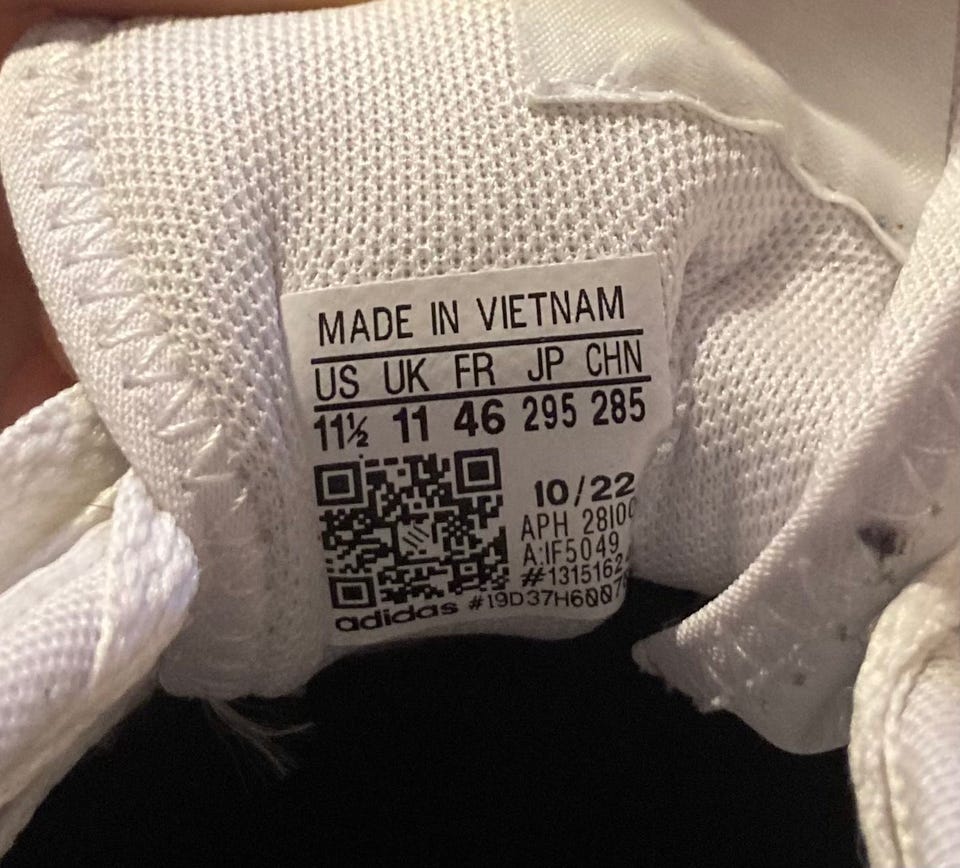 MADE IN VIETNAM
US UK FR JP CHN
11½ 11 46 295 285
10/22
APH
A:IF5049
adidas